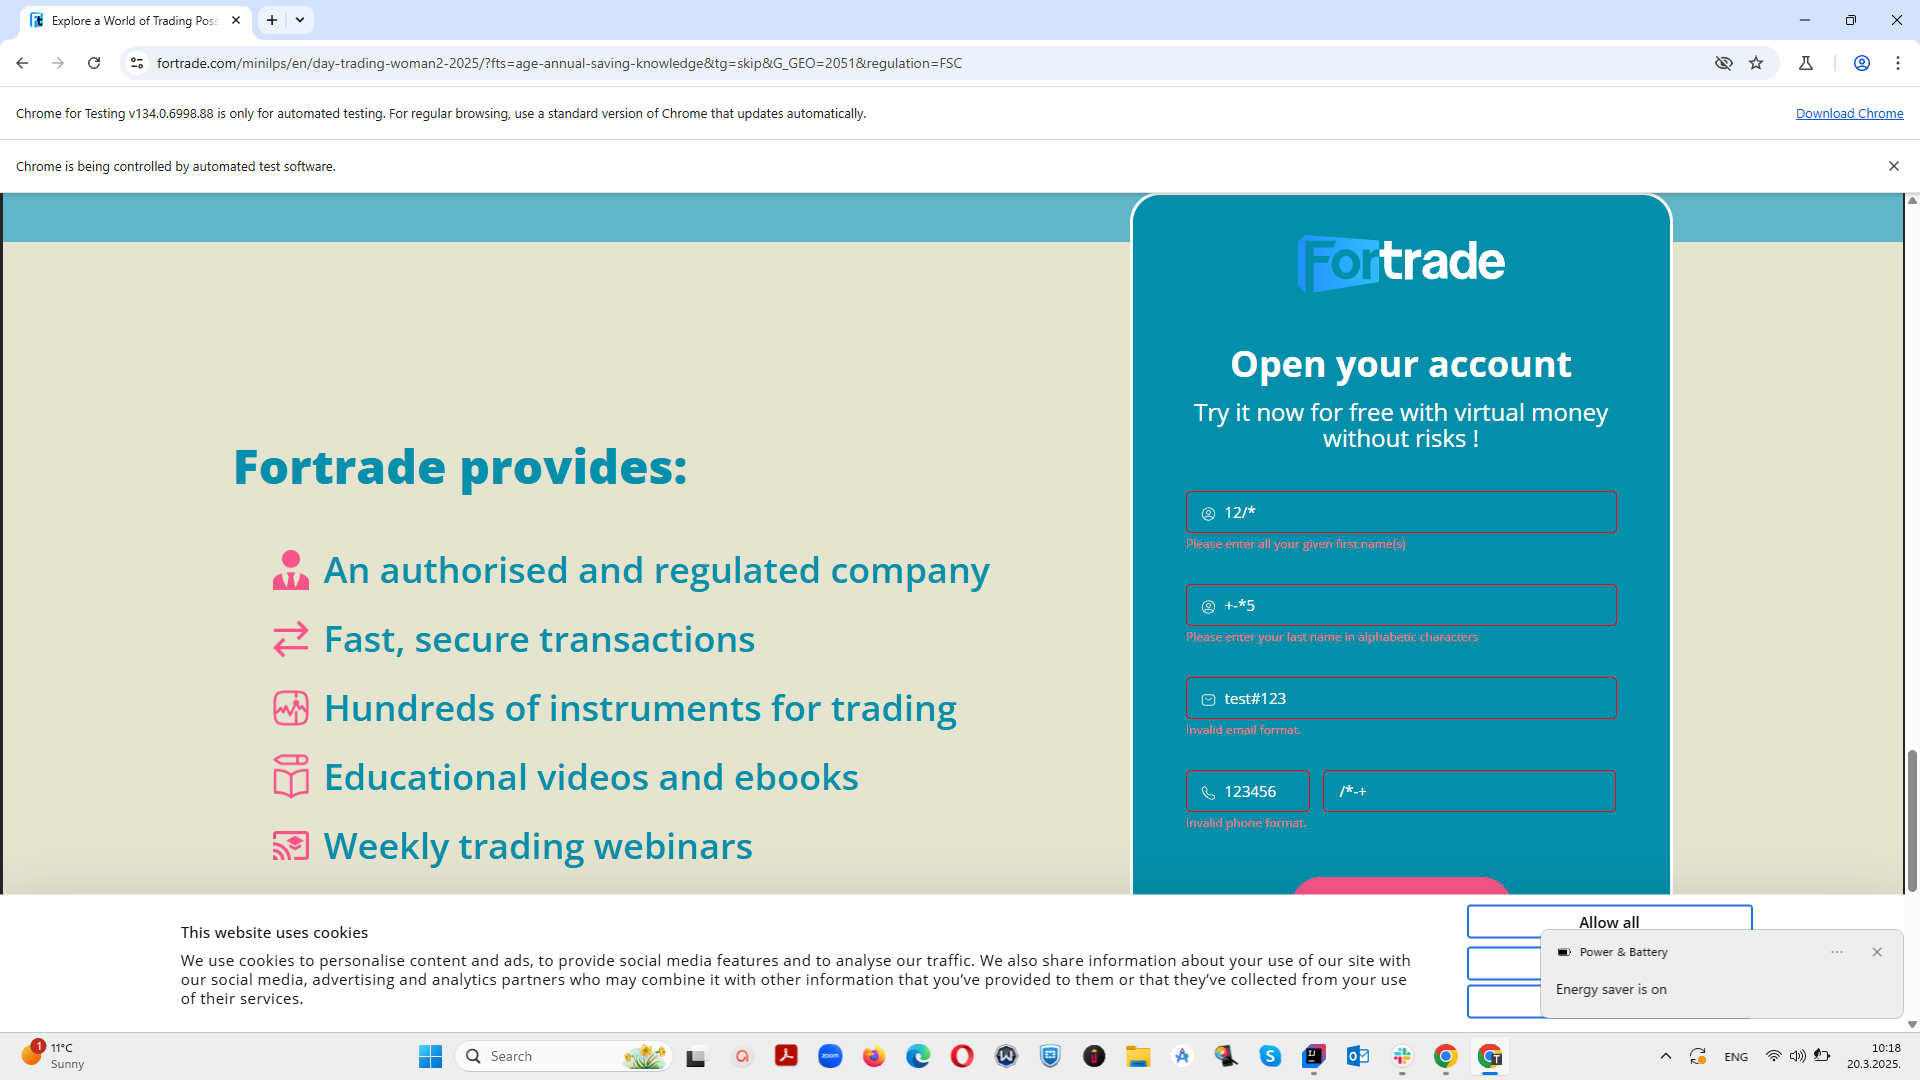 Explore a World of Trading Poss
fortrade.com/minilps/en/day-trading-woman2-2025/?fts=age-annual-saving-knowledge&tg=skip&G_GEO=2051&regulation=FSC
Chrome for Testing v134.0.6998.88 is only for automated testing. For regular browsing, use a standard version of Chrome that updates automatically.
Download Chrome
Chrome is being controlled by automated test software.
Fortrade
Open your account
Try it now for free with virtual money
without risks !
Fortrade provides:
An authorised and regulated company
Fast, secure transactions
Hundreds of instruments for trading
Educational videos and ebooks
Weekly trading webinars
12/*
Please enter all your given first name(s)
+-*5
Please enter your last name in alphabetic characters
test#123
Invalid email format.
123456 /*-+
Invalid phone format.
This website uses cookies
We use cookies to personalise content and ads, to provide social media features and to analyse our traffic. We also share information about your use of our site with
our social media, advertising and analytics partners who may combine it with other information that you've provided to them or that they've collected from your use
of their services.
Allow all
Power & Battery
Energy saver is on
1
11°C
Sunny
Search
zoom
ENG
10:18
20.3.2025.